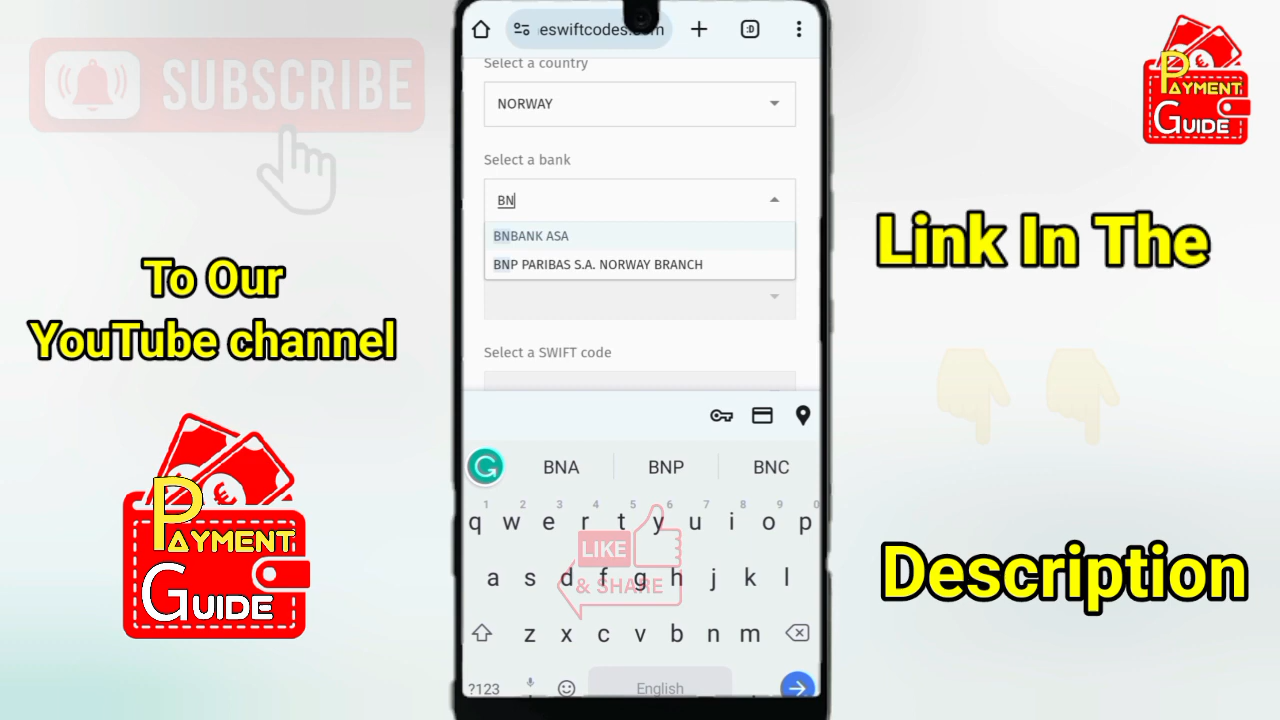 SUBSCRIBE
To Our
YouTube channel
PAYMENT
GUIDE
eswiftcodes.com
:D
Select a country
NORWAY
Select a bank
BN
BNBANK ASA
BNP PARIBAS S.A. NORWAY BRANCH
Select a SWIFT code
G
BNA BNP BNC
1 2 3 4 5 6 7 8 9 0
q w e r t y u i o p
a s d f g h j k l
z x c v b n m
?123 English .
LIKE
& SHARE
PAYMENT
GUIDE
Link In The
Description